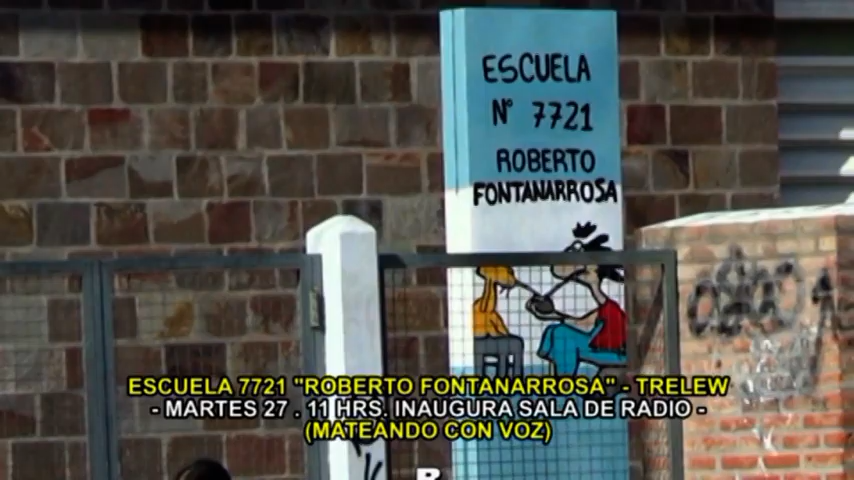 ESCUELA
N° 7721
ROBERTO
FONTANARROSA
ESCUELA 7721 "ROBERTO FONTANARROSA" - TRELEW
- MARTES 27 . 11 HRS. INAUGURA SALA DE RADIO -
(MATEANDO CON VOZ)